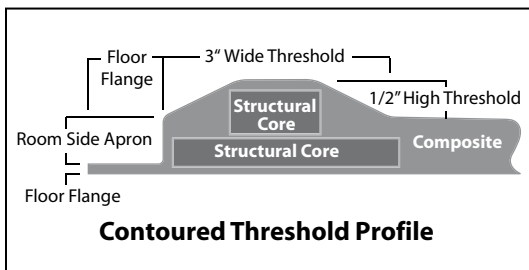 Floor
Flange
3“ Wide Threshold
1/2” High Threshold
Structural
Core
Room Side Apron
Structural Core
Composite
Floor Flange
Contoured Threshold Profile